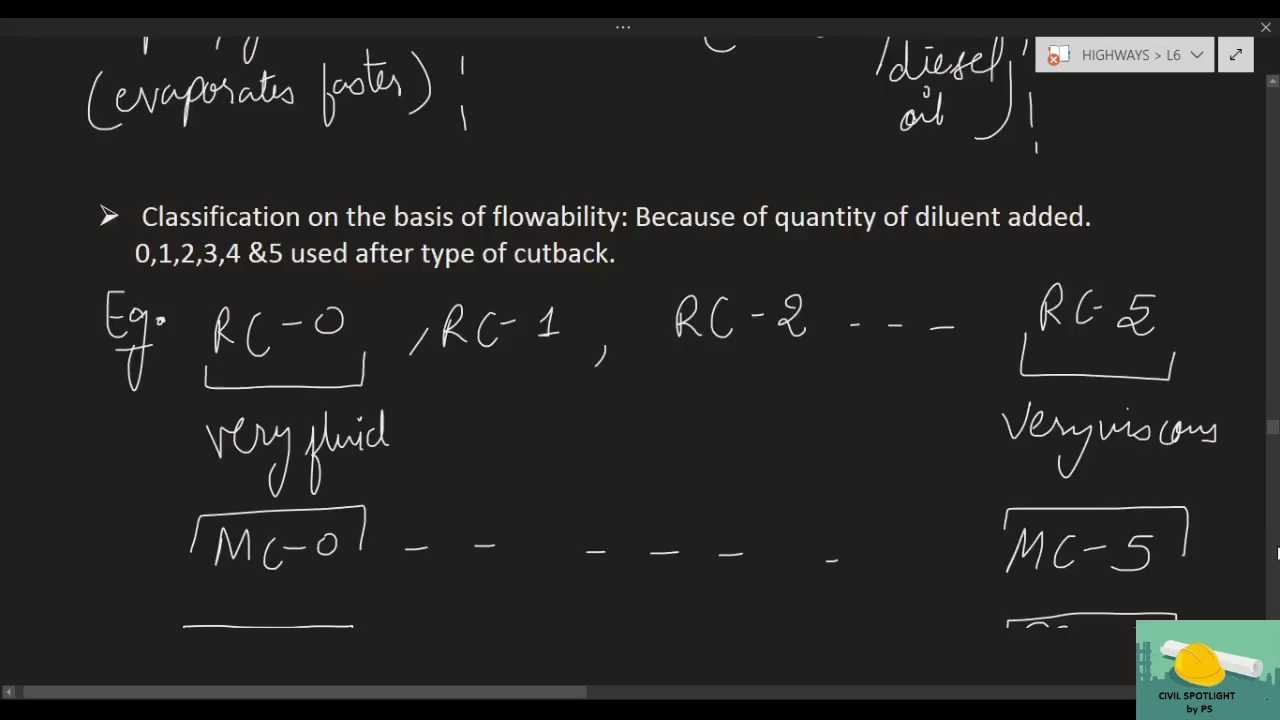 HIGHWAYS > L6
(evaporates faster)
/diesel
oil)
➤ Classification on the basis of flowability: Because of quantity of diluent added.
0,1,2,3,4 &5 used after type of cutback.
Eg. RC-0, RC-1, RC-2 - - - RC-5
very fluid
very viscous
MC-0 - - - - - - MC-5
CIVIL SPOTLIGHT
by PS